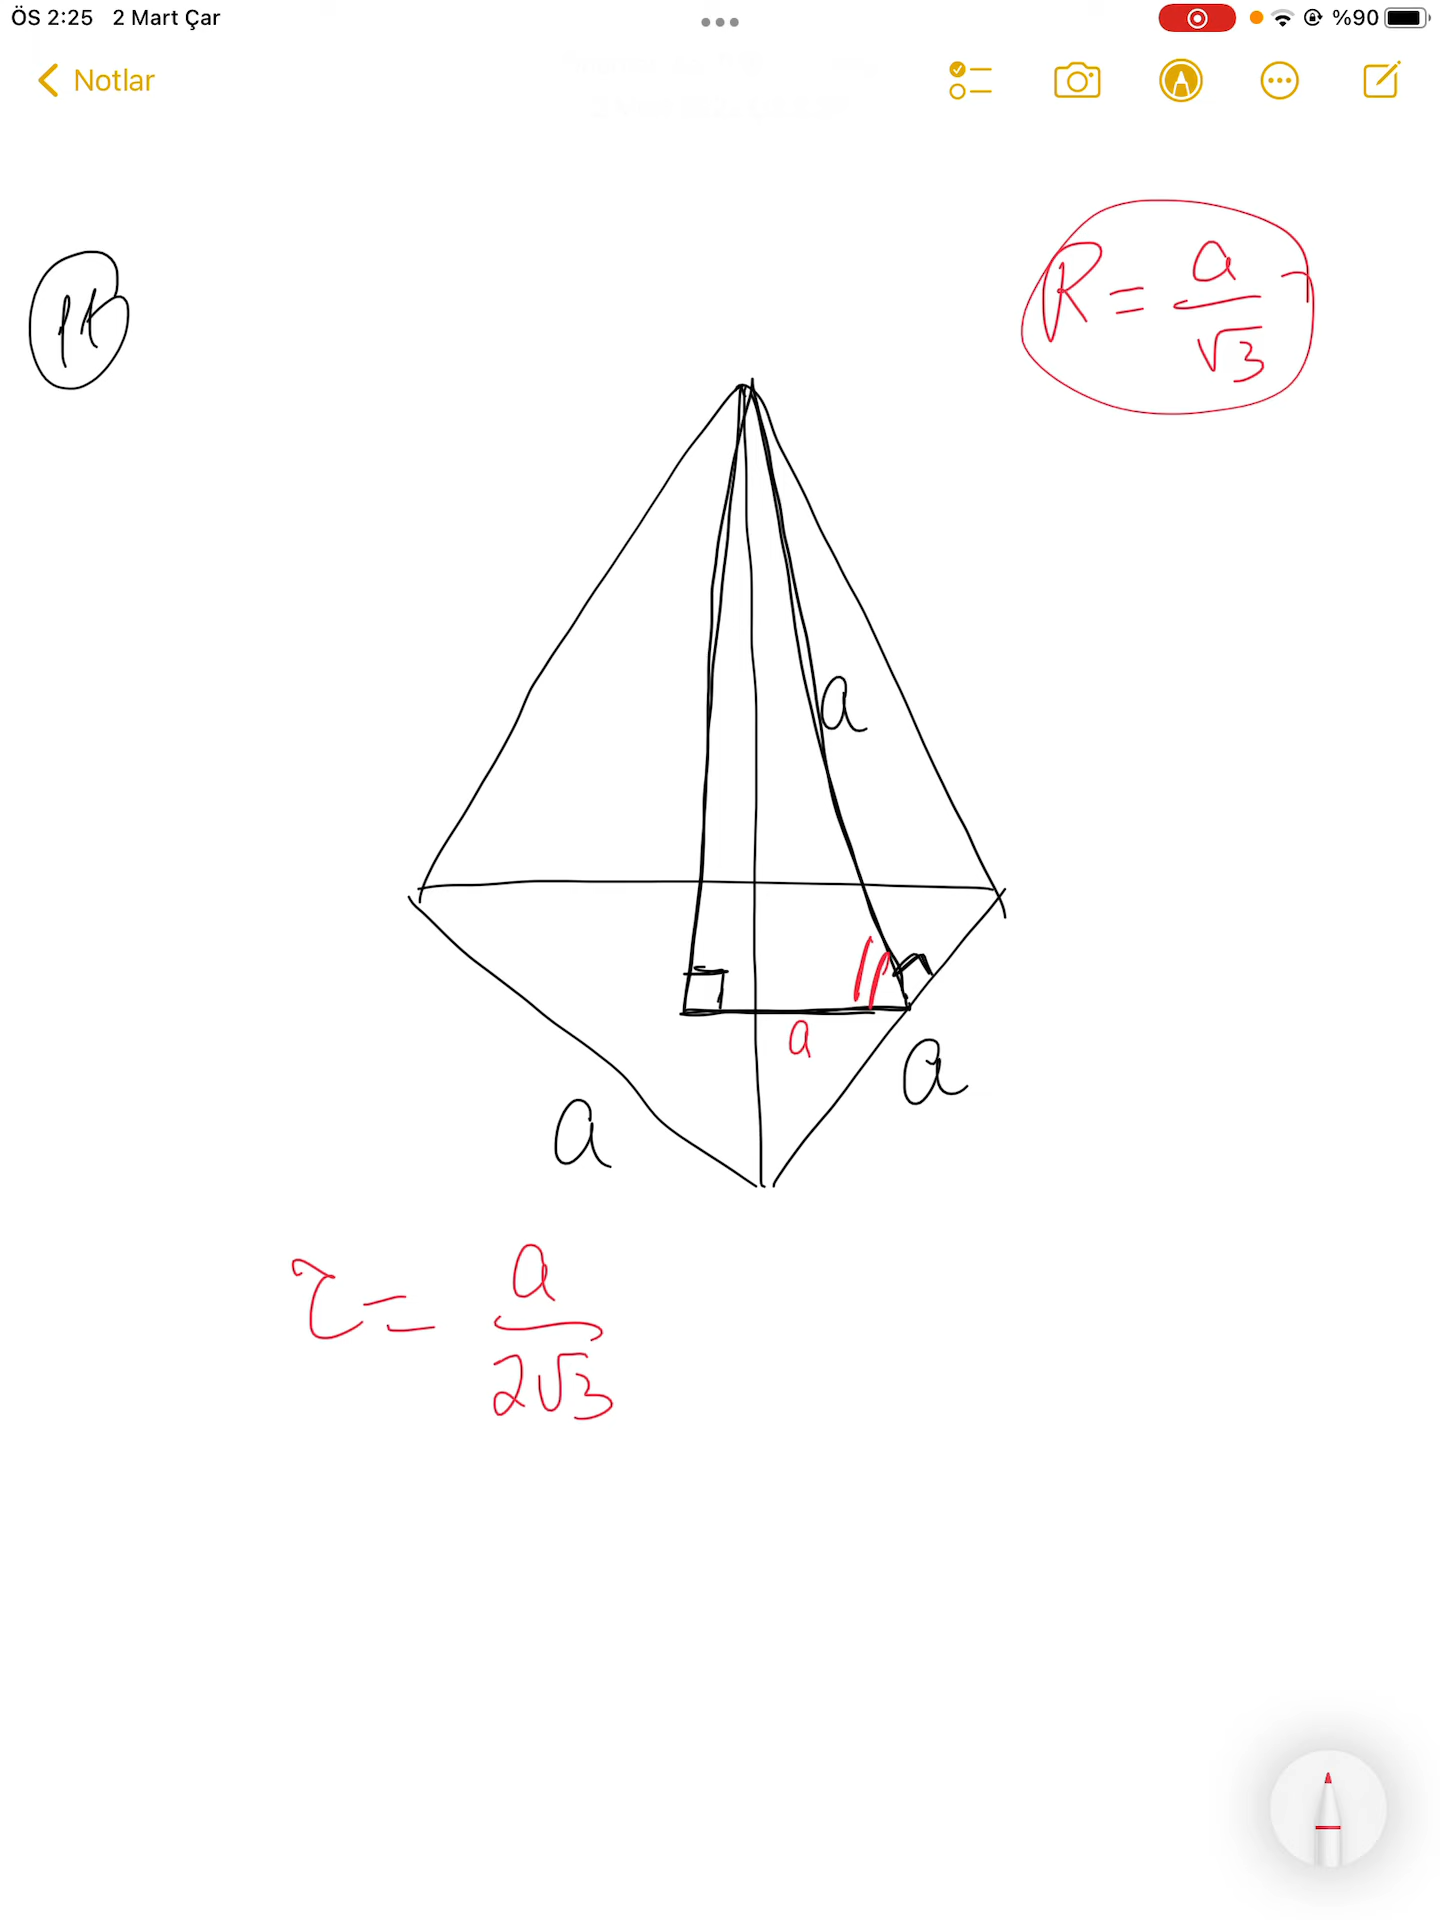 ÖS 2:25 2 Mart Çar
%90
Notlar
R = a
√3
a
a
a
a
r = a
2√3